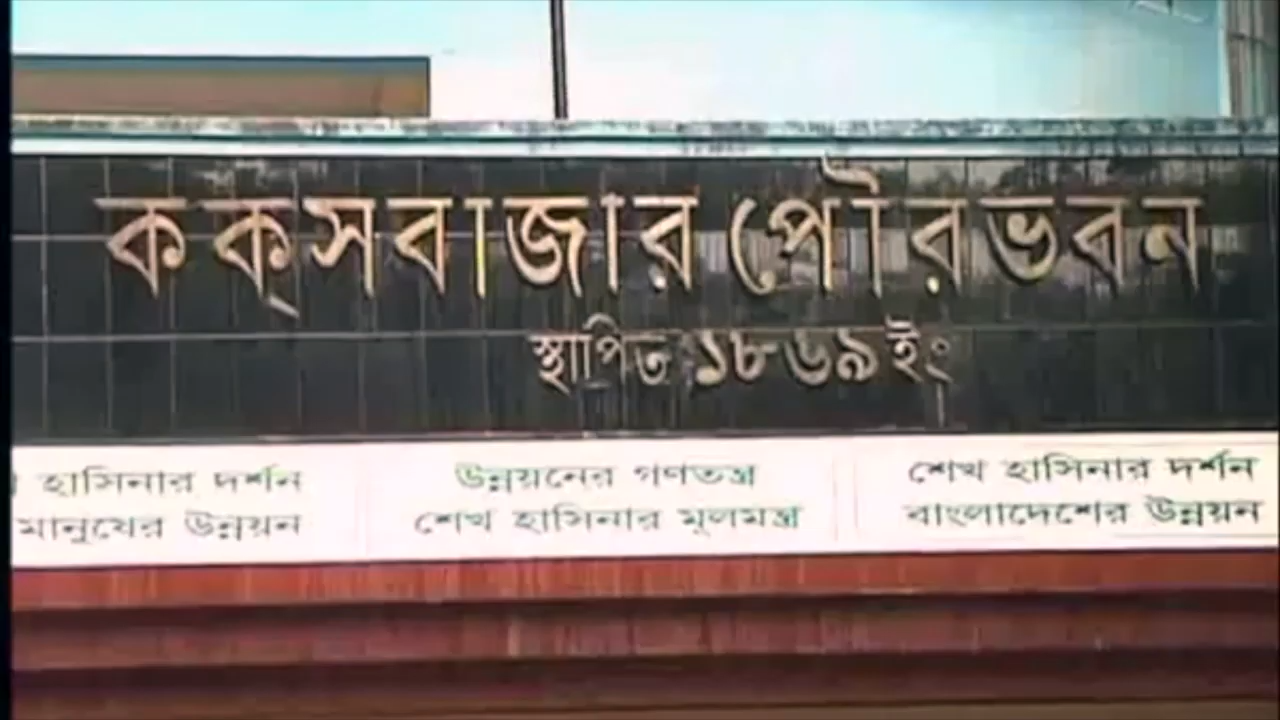 কক্সবাজার পৌরভবন
স্থাপিত ১৮৬৯ ইং
হাসিনার দর্শন
মানুষের উন্নয়ন
উন্নয়নের গণতন্ত্র
শেখ হাসিনার মূলমন্ত্র
শেখ হাসিনার দর্শন
বাংলাদেশের উন্নয়ন